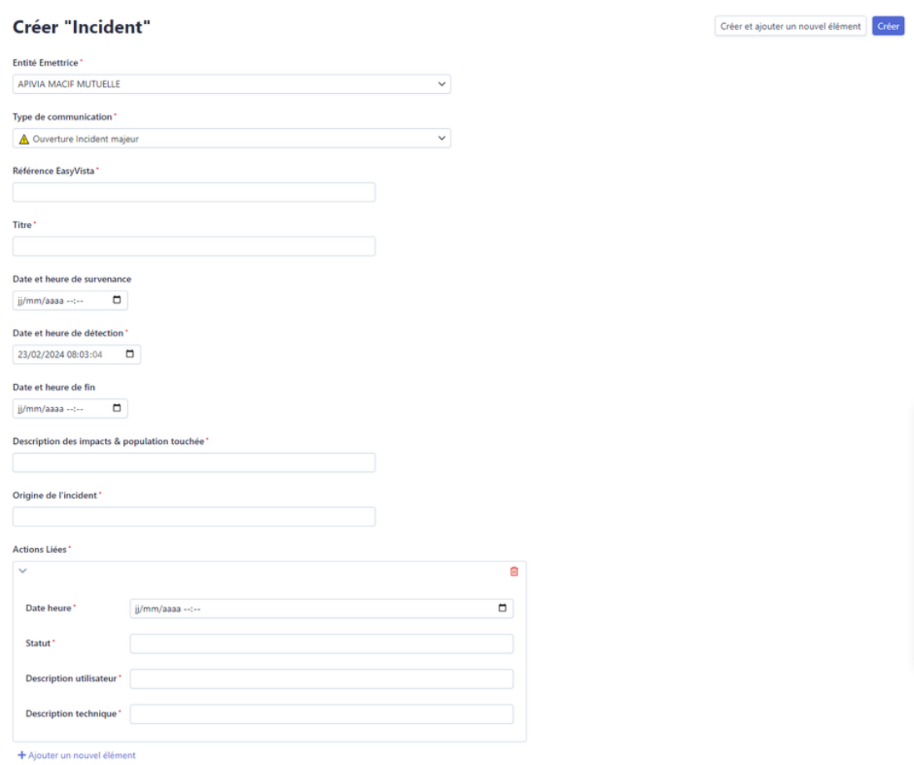 Créer "Incident"
Créer et ajouter un nouvel élément
Créer
Entité Emettrice *
APIVIA MACIF MUTUELLE
Type de communication *
Ouverture Incident majeur
Référence EasyVista *
Titre *
Date et heure de survenance
jj/mm/aaaa --:--
Date et heure de détection *
23/02/2024 08:03:04
Date et heure de fin
jj/mm/aaaa --:--
Description des impacts & population touchée *
Origine de l'incident *
Actions Liées *
Date heure *
jj/mm/aaaa --:--
Statut *
Description utilisateur *
Description technique *
+ Ajouter un nouvel élément